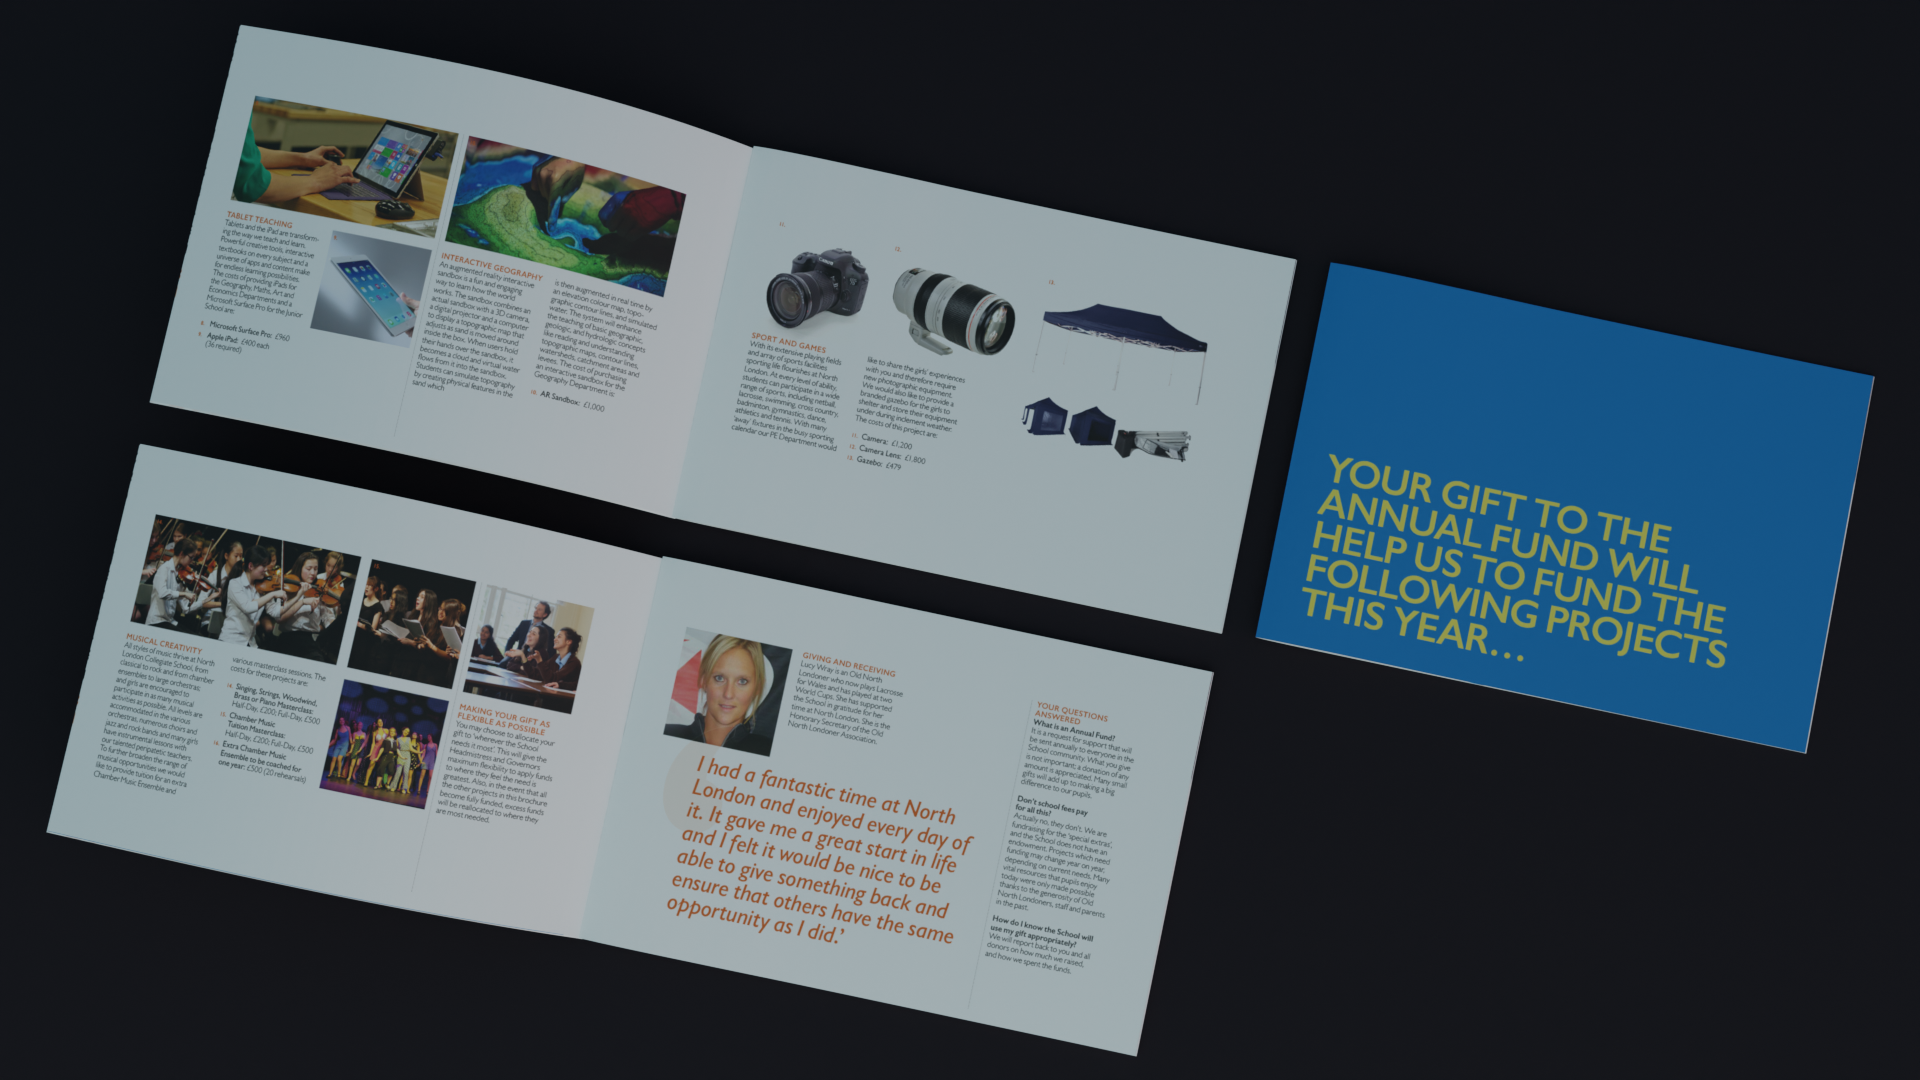 TABLET TEACHING
Tablets and the iPad are transform-
ing the way we teach and learn.
Powerful creative tools, interactive
textbooks on every subject and a
universe of apps and content make
for endless learning possibilities.
The costs of providing iPads for
the Geography, Maths, Art and
Economics Departments and a
Microsoft Surface Pro for the Junior
School are:
8. Microsoft Surface Pro: £960
9. Apple iPad: £400 each
(36 required)
INTERACTIVE GEOGRAPHY
An augmented reality interactive
sandbox is a fun and engaging
way to learn how the world
works. The sandbox combines an
actual sandbox with a 3D camera,
a digital projector and a computer
to display a topographic map that
adjusts as sand is moved around
inside the box. When users hold
their hands over the sandbox, it
becomes a cloud and virtual water
flows from it into the sandbox.
Students can simulate topography
by creating physical features in the
sand which
is then augmented in real time by
an elevation colour map, topo-
graphic contour lines, and simulated
water. The system will enhance
the teaching of basic geographic,
geologic, and hydrologic concepts
like reading and understanding
topographic maps, contour lines,
watersheds, catchment areas and
levees. The cost of purchasing
an interactive sandbox for the
Geography Department is:
10. AR Sandbox: £1,000
11.
12.
13.
SPORT AND GAMES
With its extensive playing fields
and array of sports facilities
sporting life flourishes at North
London. At every level of ability,
students can participate in a wide
range of sports, including netball,
lacrosse, swimming, cross country,
badminton, gymnastics, dance,
athletics and tennis. With many
‘away’ fixtures in the busy sporting
calendar our PE Department would
like to share the girls’ experiences
with you and therefore require
new photographic equipment.
We would also like to provide a
branded gazebo for the girls to
shelter and store their equipment
under during inclement weather.
The costs of this project are:
11. Camera: £1,200
12. Camera Lens: £1,800
13. Gazebo: £479
YOUR GIFT TO THE
ANNUAL FUND WILL
HELP US TO FUND THE
FOLLOWING PROJECTS
THIS YEAR…
MUSICAL CREATIVITY
All styles of music thrive at North
London Collegiate School, from
classical to rock and from chamber
ensembles to large orchestras;
and girls are encouraged to
participate in as many musical
activities as possible. All levels are
accommodated in the various
orchestras, numerous choirs and
jazz and rock bands and many girls
have instrumental lessons with
our talented peripatetic teachers.
To further broaden the range of
musical opportunities we would
like to provide tuition for an extra
Chamber Music Ensemble and
various masterclass sessions. The
costs for these projects are:
14. Singing, Strings, Woodwind,
Brass or Piano Masterclass:
Half-Day, £200; Full-Day, £500
15. Chamber Music
Tuition Masterclass:
Half-Day, £200; Full-Day, £500
16. Extra Chamber Music
Ensemble to be coached for
one year: £500 (20 rehearsals)
MAKING YOUR GIFT AS
FLEXIBLE AS POSSIBLE
You may choose to allocate your
gift to ‘wherever the School
needs it most’. This will give the
Headmistress and Governors
maximum flexibility to apply funds
to where they feel the need is
greatest. Also, in the event that all
the other projects in this brochure
become fully funded, excess funds
will be reallocated to where they
are most needed.
GIVING AND RECEIVING
Lucy Wray is an Old North
Londoner who now plays Lacrosse
for Wales and has played at two
World Cups. She has supported
the School in gratitude for her
time at North London. She is the
Honorary Secretary of the Old
North Londoner Association.
I had a fantastic time at North
London and enjoyed every day of
it. It gave me a great start in life
and I felt it would be nice to be
able to give something back and
ensure that others have the same
opportunity as I did.’
YOUR QUESTIONS
ANSWERED
What is an Annual Fund?
It is a request for support that will
be sent annually to everyone in the
School community. What you give
is not important; a donation of any
amount is appreciated. Many small
gifts will add up to making a big
difference to our pupils.
Don’t school fees pay
for all this?
Actually no, they don’t. We are
fundraising for the ‘special extras’,
and the School does not have an
endowment. Projects which need
funding may change year on year,
depending on current needs. Many
vital resources that pupils enjoy
today were only made possible
thanks to the generosity of Old
North Londoners, staff and parents
in the past.
How do I know the School will
use my gift appropriately?
We will report back to you and all
donors on how much we raised,
and how we spent the funds.